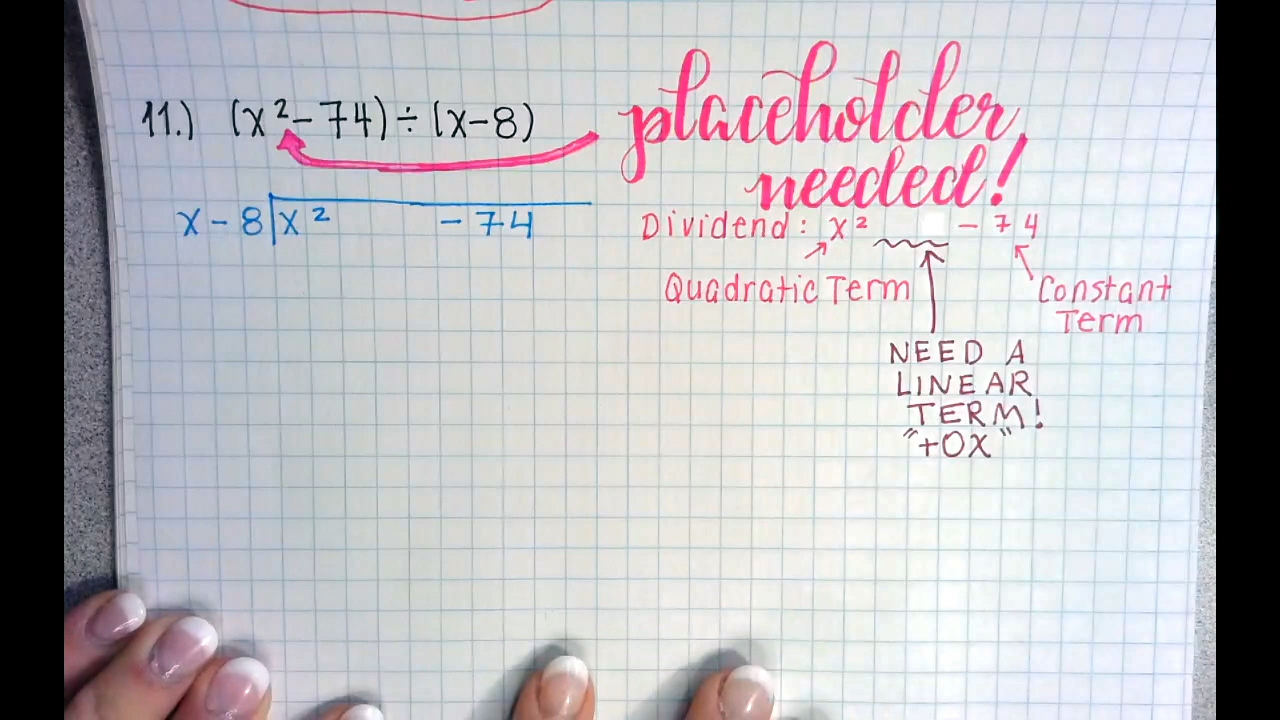 11.) (x² - 74) ÷ (x - 8)
placeholder
needed!
x - 8 x² - 74
Dividend: x² - 74
Quadratic Term
Constant
Term
NEED A
LINEAR
TERM!
"+0X"